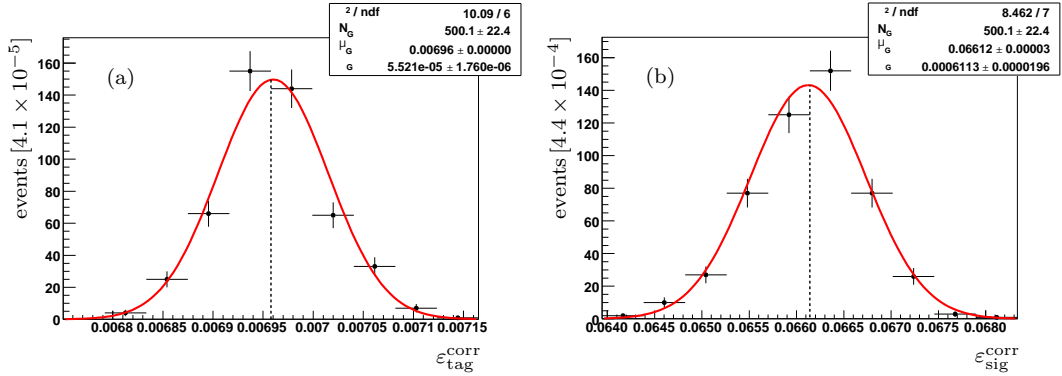 ² / ndf 10.09 / 6
N_G 500.1 ± 22.4
μ_G 0.00696 ± 0.00000
_G 5.521e-05 ± 1.760e-06
(a)
events [4.1 × 10⁻⁵]
160
140
120
100
80
60
40
20
0
0.0068 0.00685 0.0069 0.00695 0.007 0.00705 0.0071 0.00715
ε_tag^corr
² / ndf 8.462 / 7
N_G 500.1 ± 22.4
μ_G 0.06612 ± 0.00003
_G 0.0006113 ± 0.0000196
(b)
events [4.4 × 10⁻⁴]
160
140
120
100
80
60
40
20
0
0.0640 0.0645 0.0650 0.0655 0.0660 0.0665 0.0670 0.0675 0.0680
ε_sig^corr